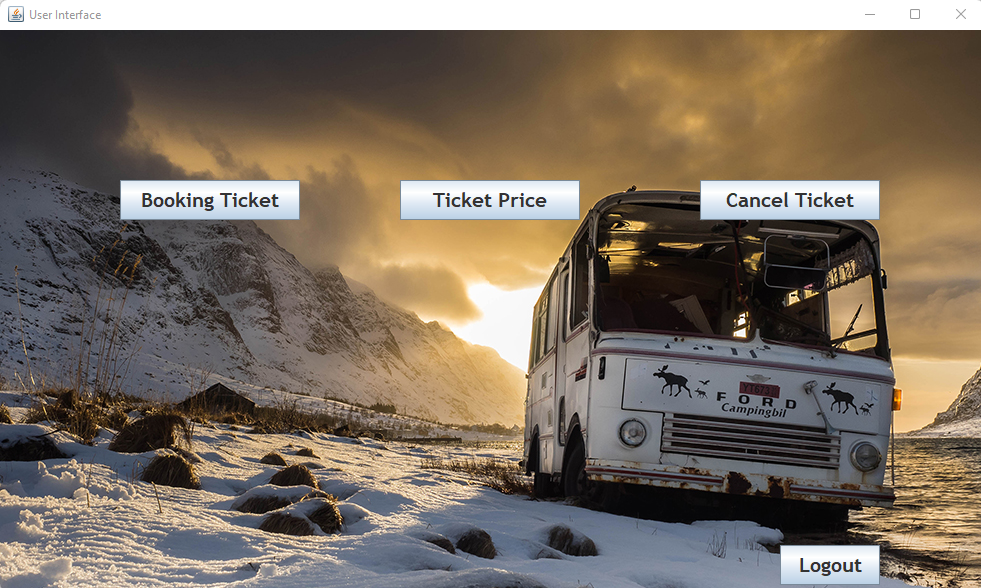 User Interface
Booking Ticket
Ticket Price
Cancel Ticket
FORD
Campingbil
Logout